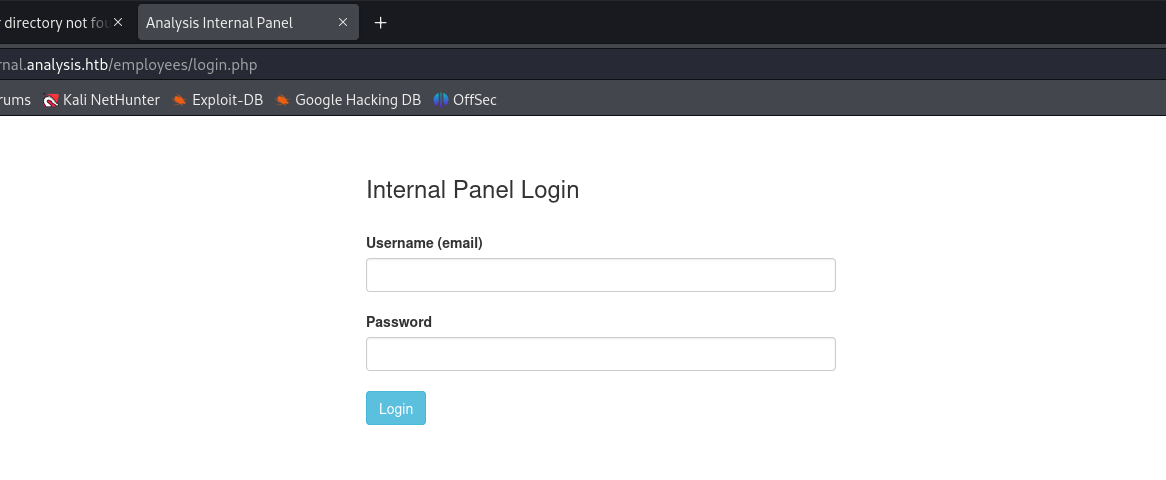 directory not fou
Analysis Internal Panel
rnal.analysis.htb/employees/login.php
rums Kali NetHunter Exploit-DB Google Hacking DB OffSec
Internal Panel Login
Username (email)
Password
Login